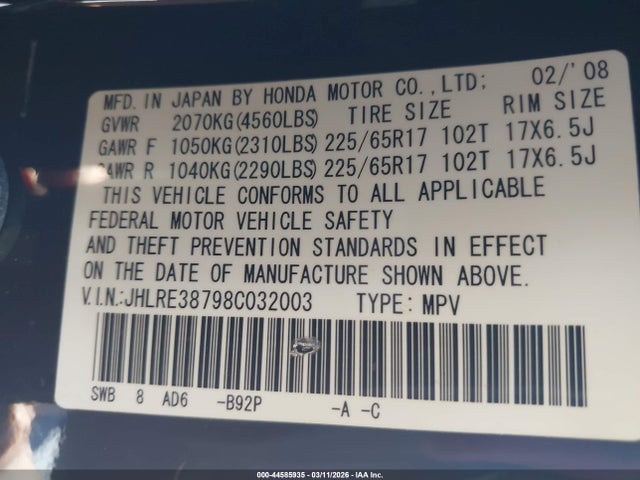 MFD. IN JAPAN BY HONDA MOTOR CO.,LTD; 02/'08
GVWR 2070KG(4560LBS) TIRE SIZE RIM SIZE
GAWR F 1050KG(2310LBS) 225/65R17 102T 17X6.5J
GAWR R 1040KG(2290LBS) 225/65R17 102T 17X6.5J
THIS VEHICLE CONFORMS TO ALL APPLICABLE
FEDERAL MOTOR VEHICLE SAFETY
AND THEFT PREVENTION STANDARDS IN EFFECT
ON THE DATE OF MANUFACTURE SHOWN ABOVE.
V.I.N.:JHLRE38798C032003 TYPE: MPV
SWB 8 AD6 -B92P -A -C
000-44585935 - 03/11/2026 - IAA Inc.